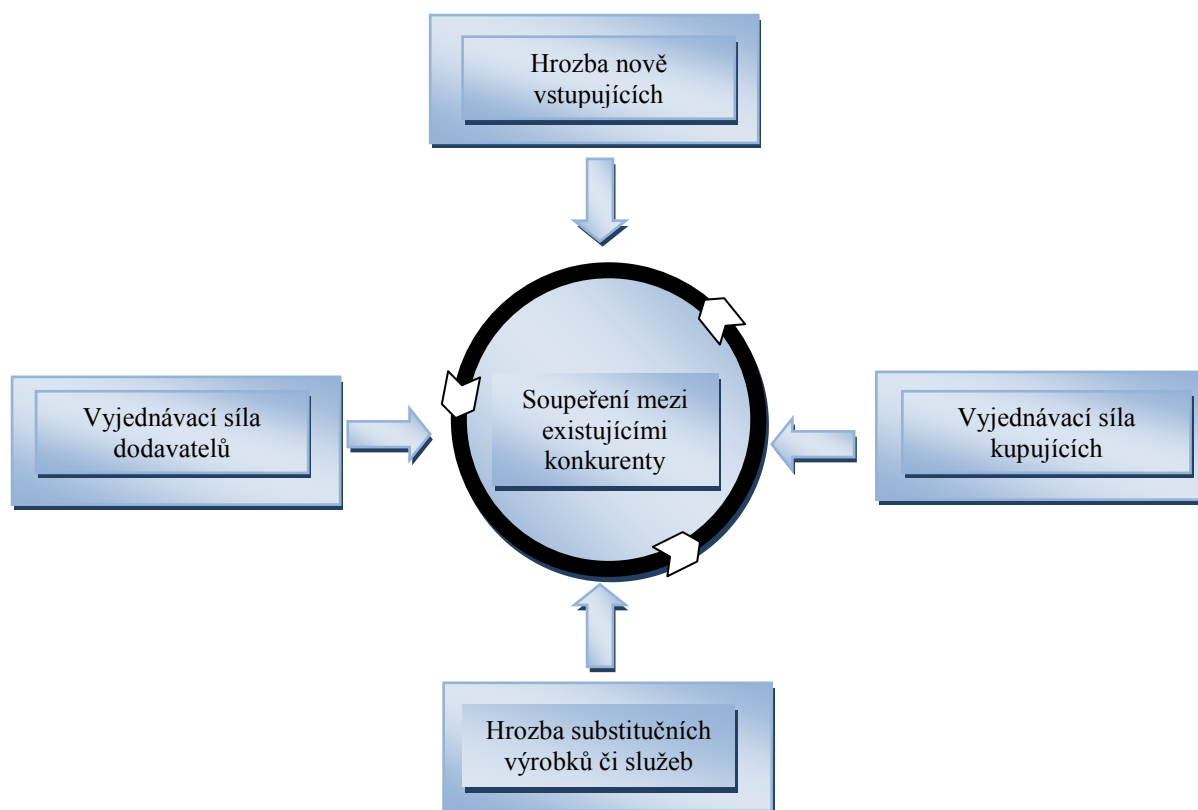 Hrozba nově
vstupujících
Vyjednávací síla
dodavatelů
Soupeření mezi
existujícími
konkurenty
Vyjednávací síla
kupujících
Hrozba substitučních
výrobků či služeb